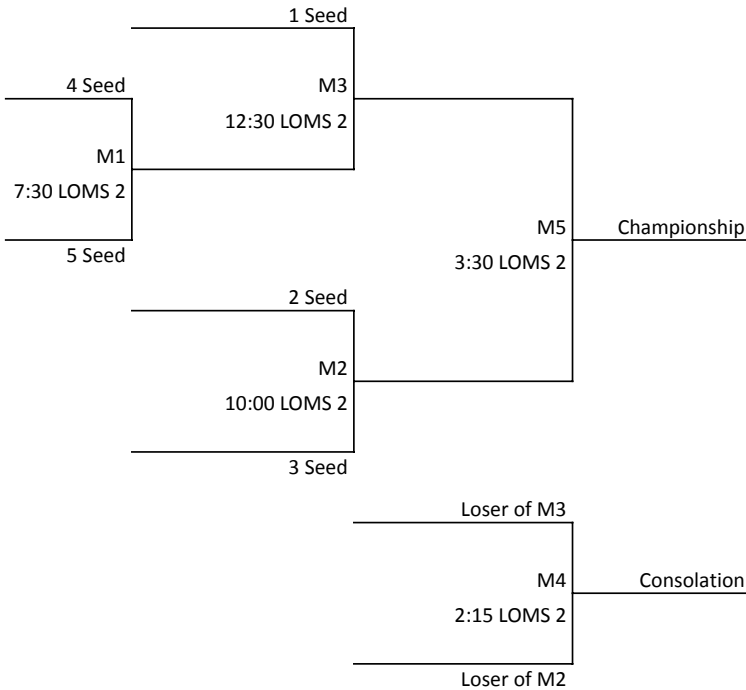 1 Seed
4 Seed
M3
12:30 LOMS 2
M1
7:30 LOMS 2
M5
Championship
5 Seed
3:30 LOMS 2
2 Seed
M2
10:00 LOMS 2
3 Seed
Loser of M3
M4
Consolation
2:15 LOMS 2
Loser of M2